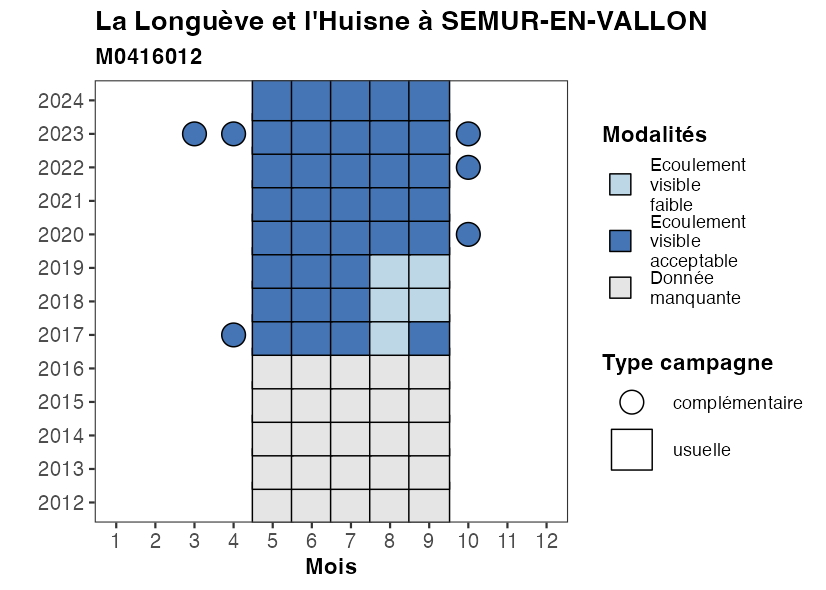 La Longuève et l'Huisne à SEMUR-EN-VALLON
M0416012
2024
2023
2022
2021
2020
2019
2018
2017
2016
2015
2014
2013
2012
1 2 3 4 5 6 7 8 9 10 11 12
Mois
Modalités
Ecoulement
visible
faible
Ecoulement
visible
acceptable
Donnée
manquante
Type campagne
complémentaire
usuelle